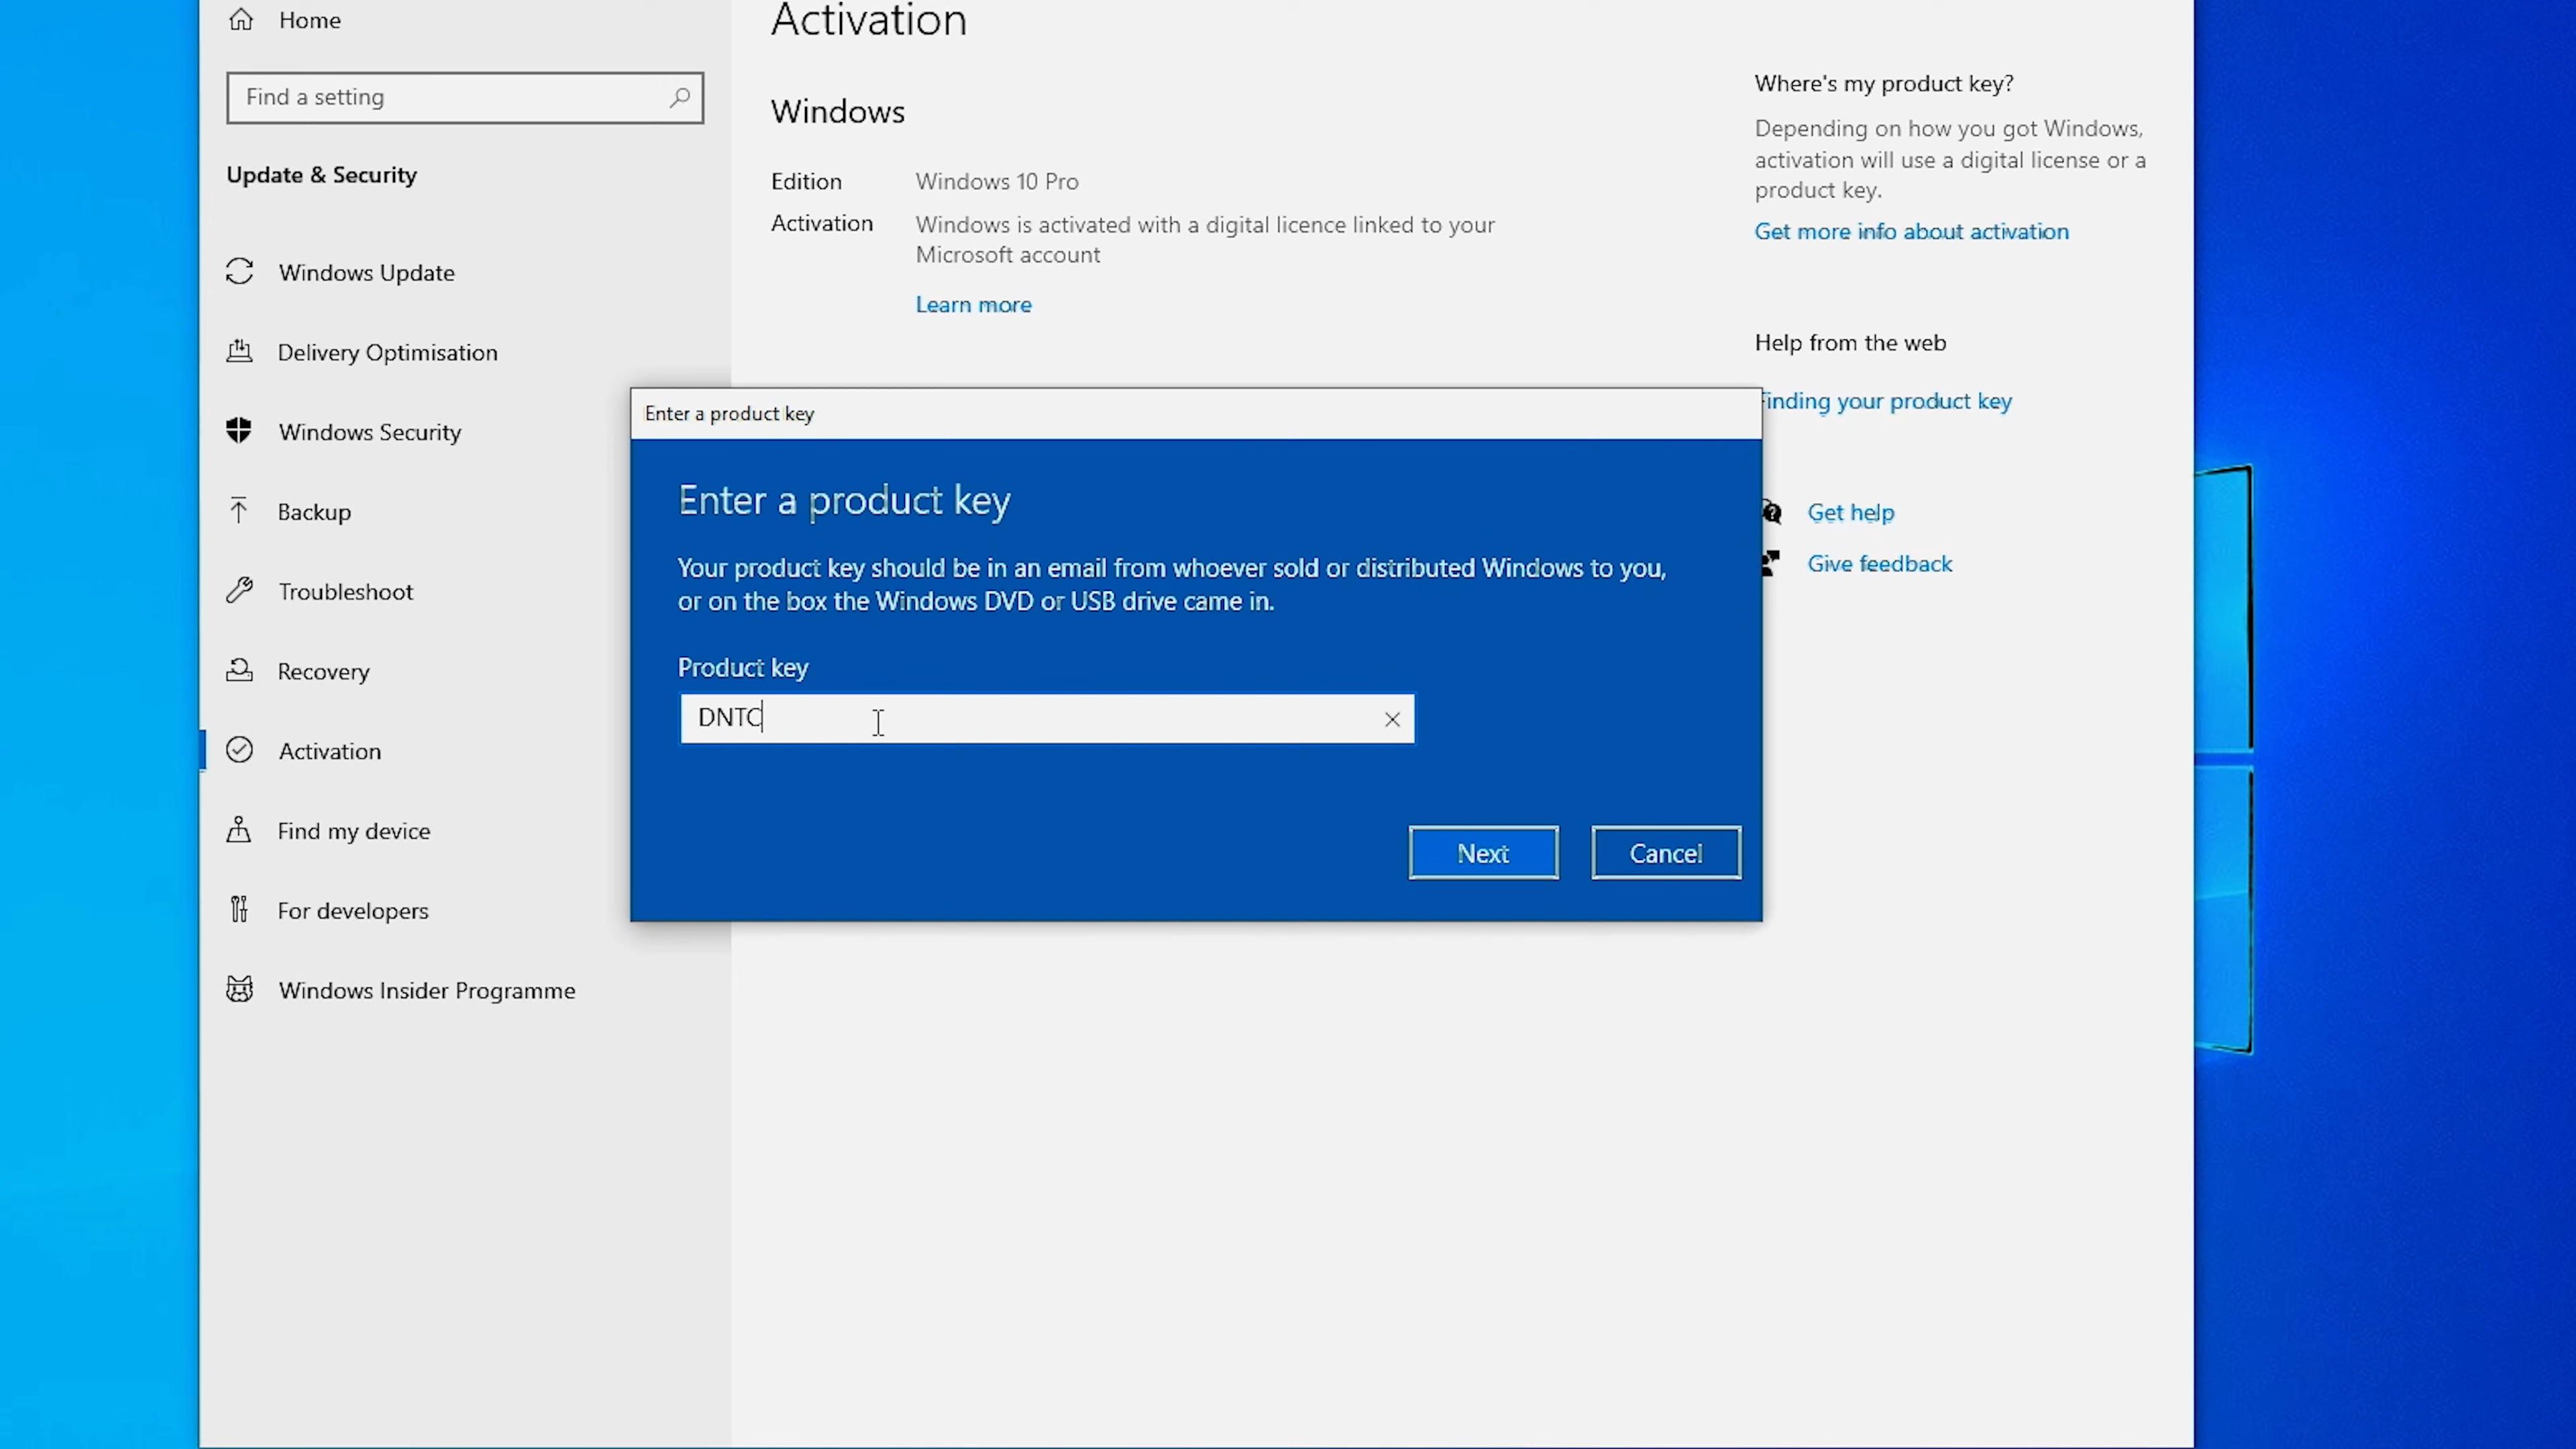 Home
Find a setting
Update & Security
Windows Update
Delivery Optimisation
Windows Security
Backup
Troubleshoot
Recovery
Activation
Find my device
For developers
Windows Insider Programme
Activation
Windows
Edition Windows 10 Pro
Activation Windows is activated with a digital licence linked to your
Microsoft account
Learn more
Where's my product key?
Depending on how you got Windows,
activation will use a digital license or a
product key.
Get more info about activation
Help from the web
Finding your product key
Get help
Give feedback
Enter a product key
Enter a product key
Your product key should be in an email from whoever sold or distributed Windows to you,
or on the box the Windows DVD or USB drive came in.
Product key
DNTC
Next Cancel